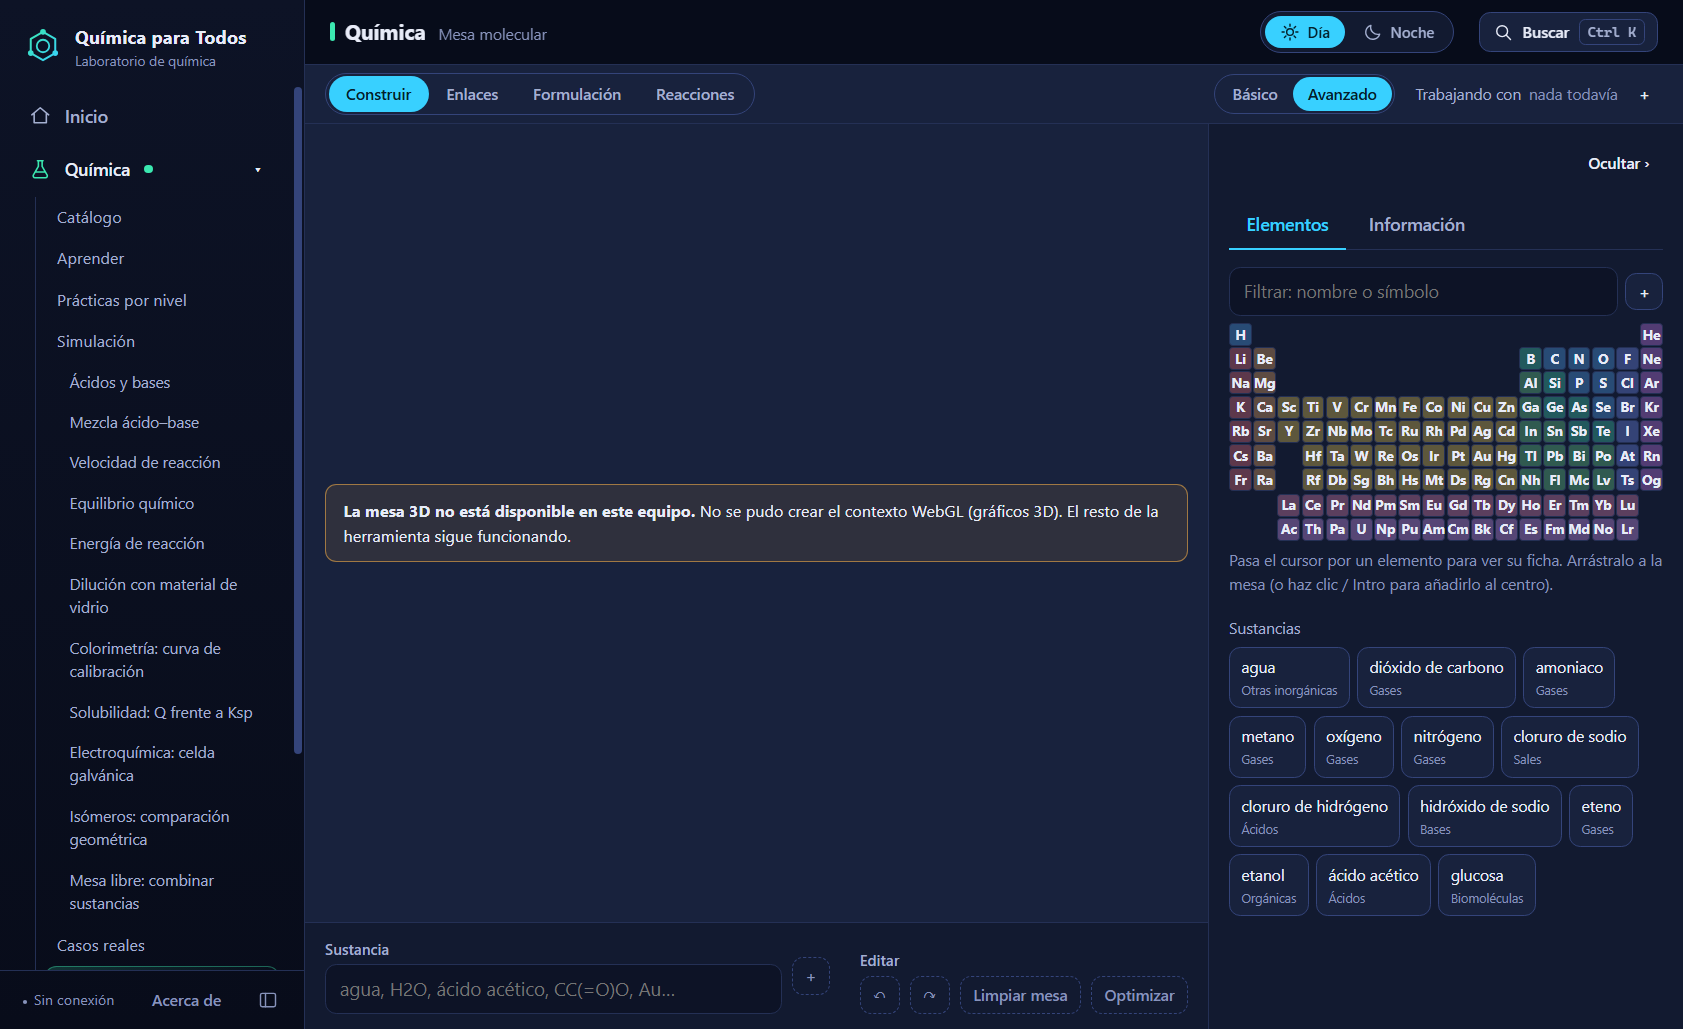 Química para Todos
Laboratorio de química
Inicio
Química
Catálogo
Aprender
Prácticas por nivel
Simulación
Ácidos y bases
Mezcla ácido–base
Velocidad de reacción
Equilibrio químico
Energía de reacción
Dilución con material de
vidrio
Colorimetría: curva de
calibración
Solubilidad: Q frente a Ksp
Electroquímica: celda
galvánica
Isómeros: comparación
geométrica
Mesa libre: combinar
sustancias
Casos reales
Sin conexión
Acerca de
Química Mesa molecular
Día Noche
Buscar Ctrl K
Construir Enlaces Formulación Reacciones
Básico Avanzado
Trabajando con nada todavía +
La mesa 3D no está disponible en este equipo. No se pudo crear el contexto WebGL (gráficos 3D). El resto de la
herramienta sigue funcionando.
Sustancia
agua, H2O, ácido acético, CC(=O)O, Au...
+
Editar
Limpiar mesa Optimizar
Ocultar ›
Elementos Información
Filtrar: nombre o símbolo +
H He
Li Be B C N O F Ne
Na Mg Al Si P S Cl Ar
K Ca Sc Ti V Cr Mn Fe Co Ni Cu Zn Ga Ge As Se Br Kr
Rb Sr Y Zr Nb Mo Tc Ru Rh Pd Ag Cd In Sn Sb Te I Xe
Cs Ba Hf Ta W Re Os Ir Pt Au Hg Tl Pb Bi Po At Rn
Fr Ra Rf Db Sg Bh Hs Mt Ds Rg Cn Nh Fl Mc Lv Ts Og
La Ce Pr Nd Pm Sm Eu Gd Tb Dy Ho Er Tm Yb Lu
Ac Th Pa U Np Pu Am Cm Bk Cf Es Fm Md No Lr
Pasa el cursor por un elemento para ver su ficha. Arrástralo a la
mesa (o haz clic / Intro para añadirlo al centro).
Sustancias
agua
Otras inorgánicas
dióxido de carbono
Gases
amoniaco
Gases
metano
Gases
oxígeno
Gases
nitrógeno
Gases
cloruro de sodio
Sales
cloruro de hidrógeno
Ácidos
hidróxido de sodio
Bases
eteno
Gases
etanol
Orgánicas
ácido acético
Ácidos
glucosa
Biomoléculas